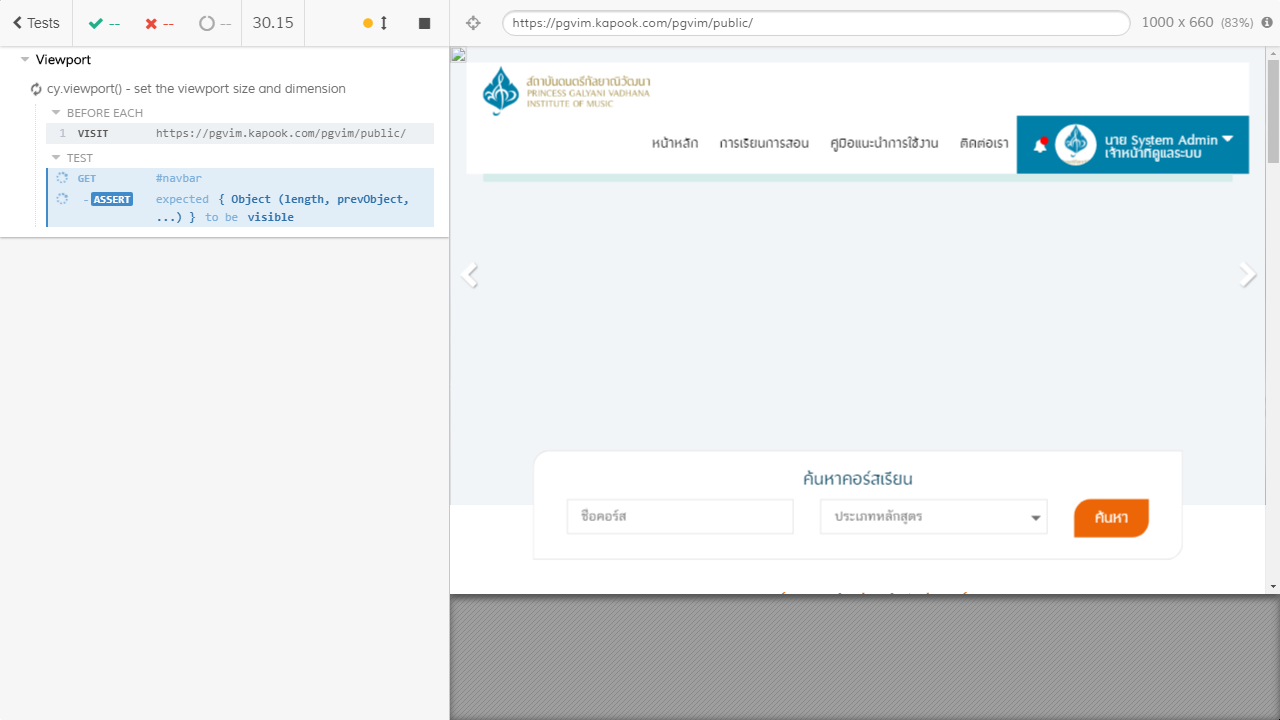 Tests
--
--
--
30.15
https://pgvim.kapook.com/pgvim/public/
1000 x 660 (83%)
Viewport
cy.viewport() - set the viewport size and dimension
BEFORE EACH
1 VISIT https://pgvim.kapook.com/pgvim/public/
TEST
GET #navbar
- ASSERT expected { Object (length, prevObject,
...) } to be visible
สถาบันดนตรีกัลยาณิวัฒนา
PRINCESS GALYANI VADHANA
INSTITUTE OF MUSIC
หน้าหลัก การเรียนการสอน คู่มือแนะนำการใช้งาน ติดต่อเรา
นาย System Admin
เจ้าหน้าที่ดูแลระบบ
ค้นหาคอร์สเรียน
ชื่อคอร์ส
ประเภทหลักสูตร
ค้นหา